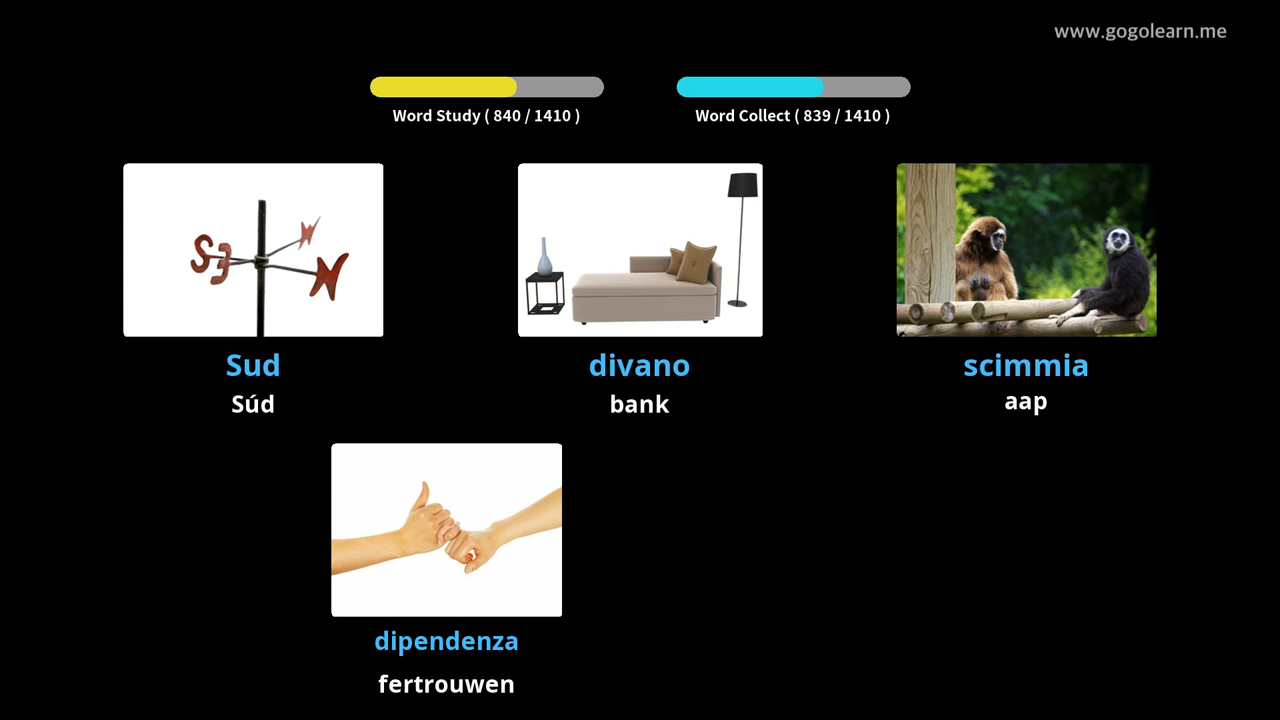 www.gogolearn.me
Word Study ( 840 / 1410 )
Word Collect ( 839 / 1410 )
S E N
Sud
divano
scimmia
Súd
bank
aap
dipendenza
fertrouwen